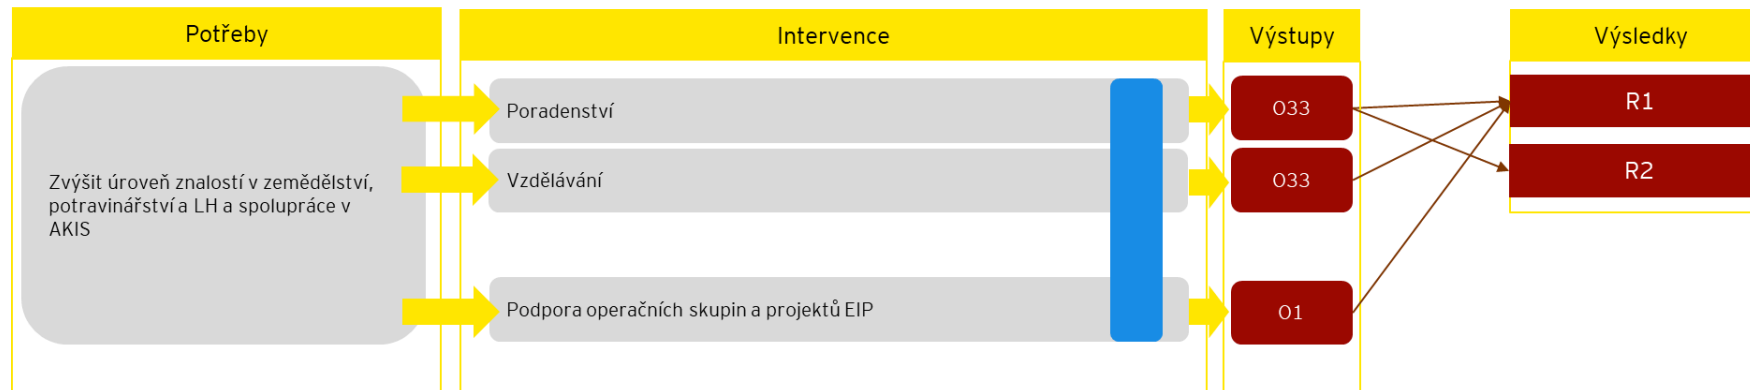 Potřeby
Intervence
Výstupy
Výsledky
Zvýšit úroveň znalostí v zemědělství,
potravinářství a LH a spolupráce v
AKIS
Poradenství
O33
R1
Vzdělávání
O33
R2
Podpora operačních skupin a projektů EIP
O1